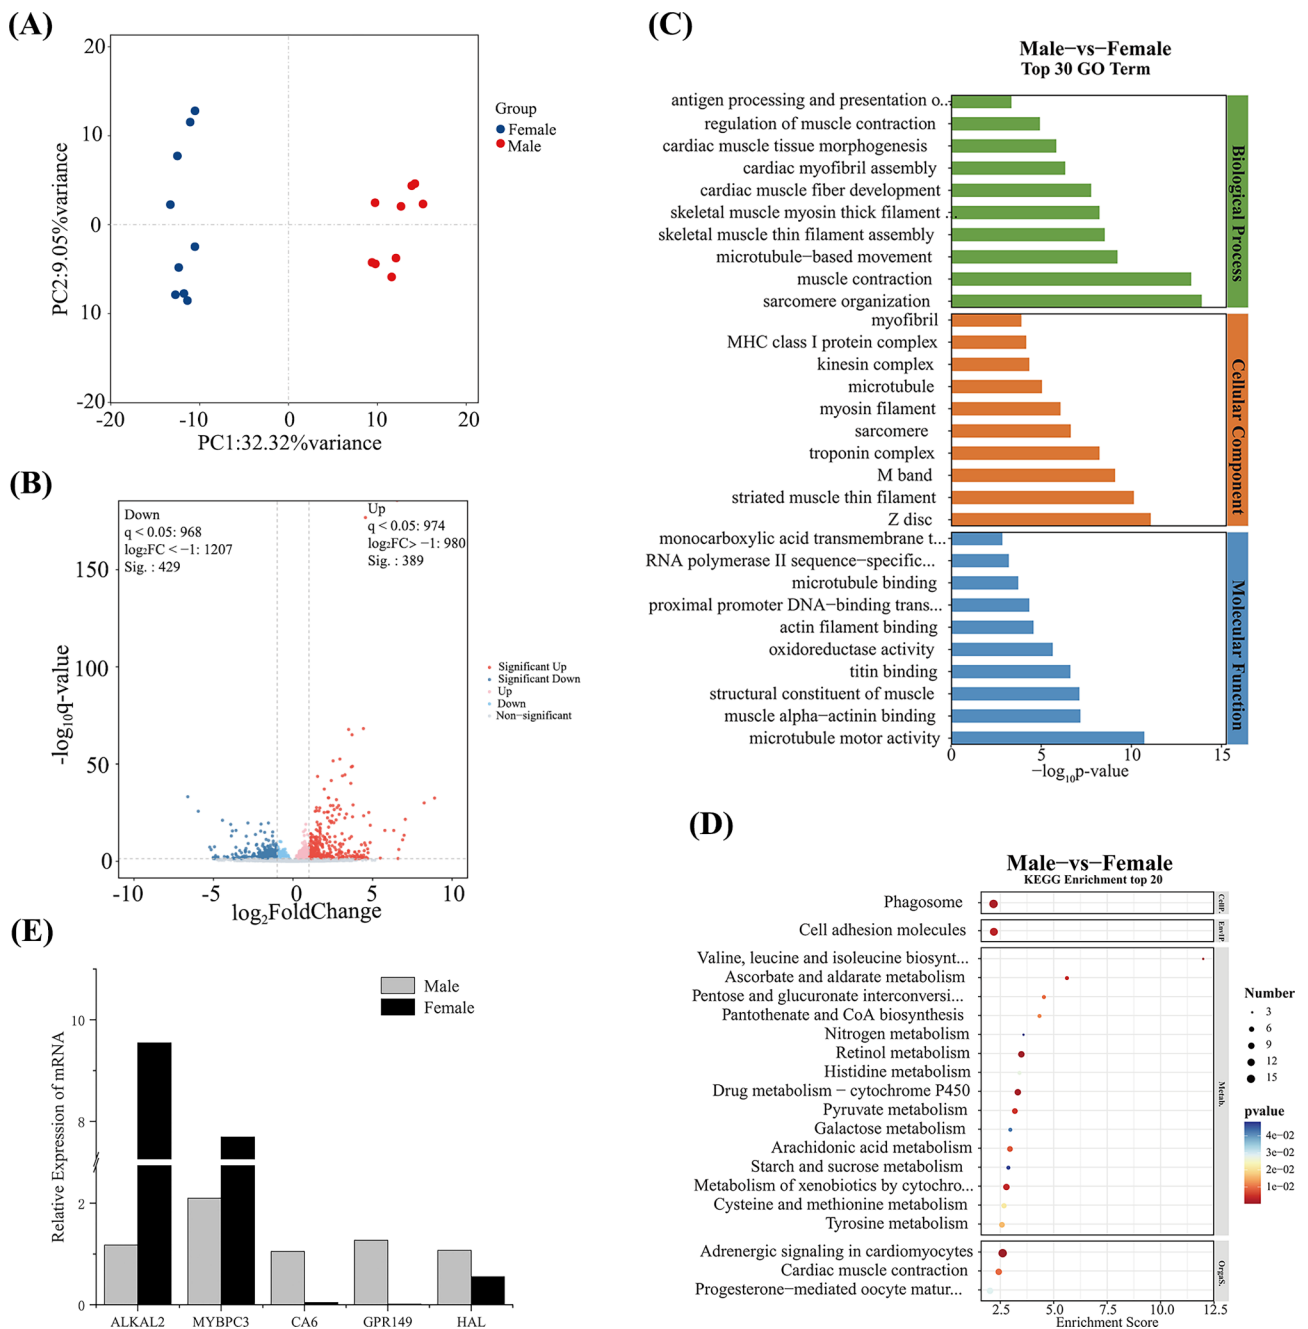 (A)
20
10
0
10
-20
-20
-10
0
10
20
PC2:9.05%variance
PC1:32.32%variance
Group
Female
Male
(B)
Down
q < 0.05: 968
log₂FC < −1: 1207
Sig. : 429
Up
q < 0.05: 974
log₂FC> −1: 980
Sig. : 389
150
100
50
0
-10
-5
0
5
10
-log₁₀q-value
log₂FoldChange
Significant Up
Significant Down
Up
Down
Non−significant
(C)
Male−vs−Female
Top 30 GO Term
antigen processing and presentation o...
regulation of muscle contraction
cardiac muscle tissue morphogenesis
cardiac myofibril assembly
cardiac muscle fiber development
skeletal muscle myosin thick filament ...
skeletal muscle thin filament assembly
microtubule−based movement
muscle contraction
sarcomere organization
myofibril
MHC class I protein complex
kinesin complex
microtubule
myosin filament
sarcomere
troponin complex
M band
striated muscle thin filament
Z disc
monocarboxylic acid transmembrane t...
RNA polymerase II sequence−specific...
microtubule binding
proximal promoter DNA−binding trans...
actin filament binding
oxidoreductase activity
titin binding
structural constituent of muscle
muscle alpha−actinin binding
microtubule motor activity
Biological Process
Cellular Component
Molecular Function
0
5
10
15
−log₁₀p-value
(D)
Male−vs−Female
KEGG Enrichment top 20
Phagosome
Cell adhesion molecules
Valine, leucine and isoleucine biosynt...
Ascorbate and aldarate metabolism
Pentose and glucuronate interconversi...
Pantothenate and CoA biosynthesis
Nitrogen metabolism
Retinol metabolism
Histidine metabolism
Drug metabolism − cytochrome P450
Pyruvate metabolism
Galactose metabolism
Arachidonic acid metabolism
Starch and sucrose metabolism
Metabolism of xenobiotics by cytochro...
Cysteine and methionine metabolism
Tyrosine metabolism
Adrenergic signaling in cardiomyocytes
Cardiac muscle contraction
Progesterone−mediated oocyte matur...
CellP.
EnvIP.
Metab.
OrgaS.
2.5
5.0
7.5
10.0
12.5
Enrichment Score
Number
3
6
9
12
15
pvalue
4e−02
3e−02
2e−02
1e−02
(E)
Male
Female
10
8
2
0
Relative Expression of mRNA
ALKAL2
MYBPC3
CA6
GPR149
HAL